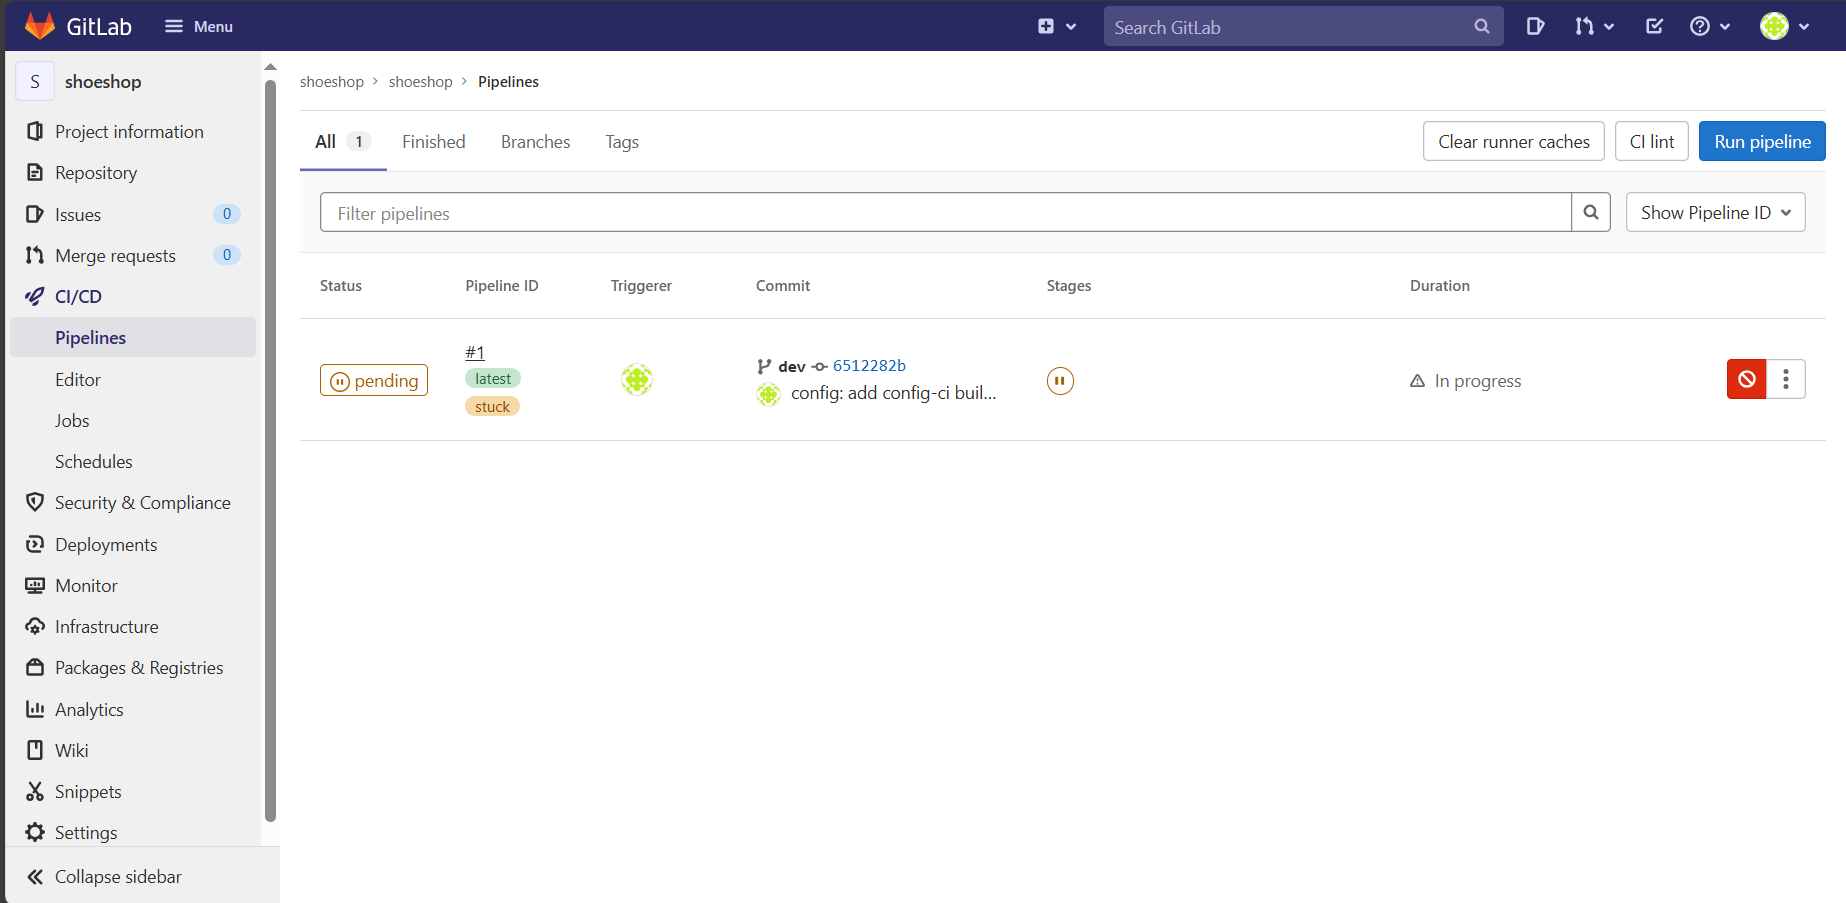 GitLab
Menu
Search GitLab
S shoeshop
Project information
Repository
Issues 0
Merge requests 0
CI/CD
Pipelines
Editor
Jobs
Schedules
Security & Compliance
Deployments
Monitor
Infrastructure
Packages & Registries
Analytics
Wiki
Snippets
Settings
Collapse sidebar
shoeshop > shoeshop > Pipelines
All 1 Finished Branches Tags
Clear runner caches CI lint Run pipeline
Filter pipelines Show Pipeline ID
Status Pipeline ID Triggerer Commit Stages Duration
pending
#1
latest
stuck
dev 6512282b
config: add config-ci buil...
In progress